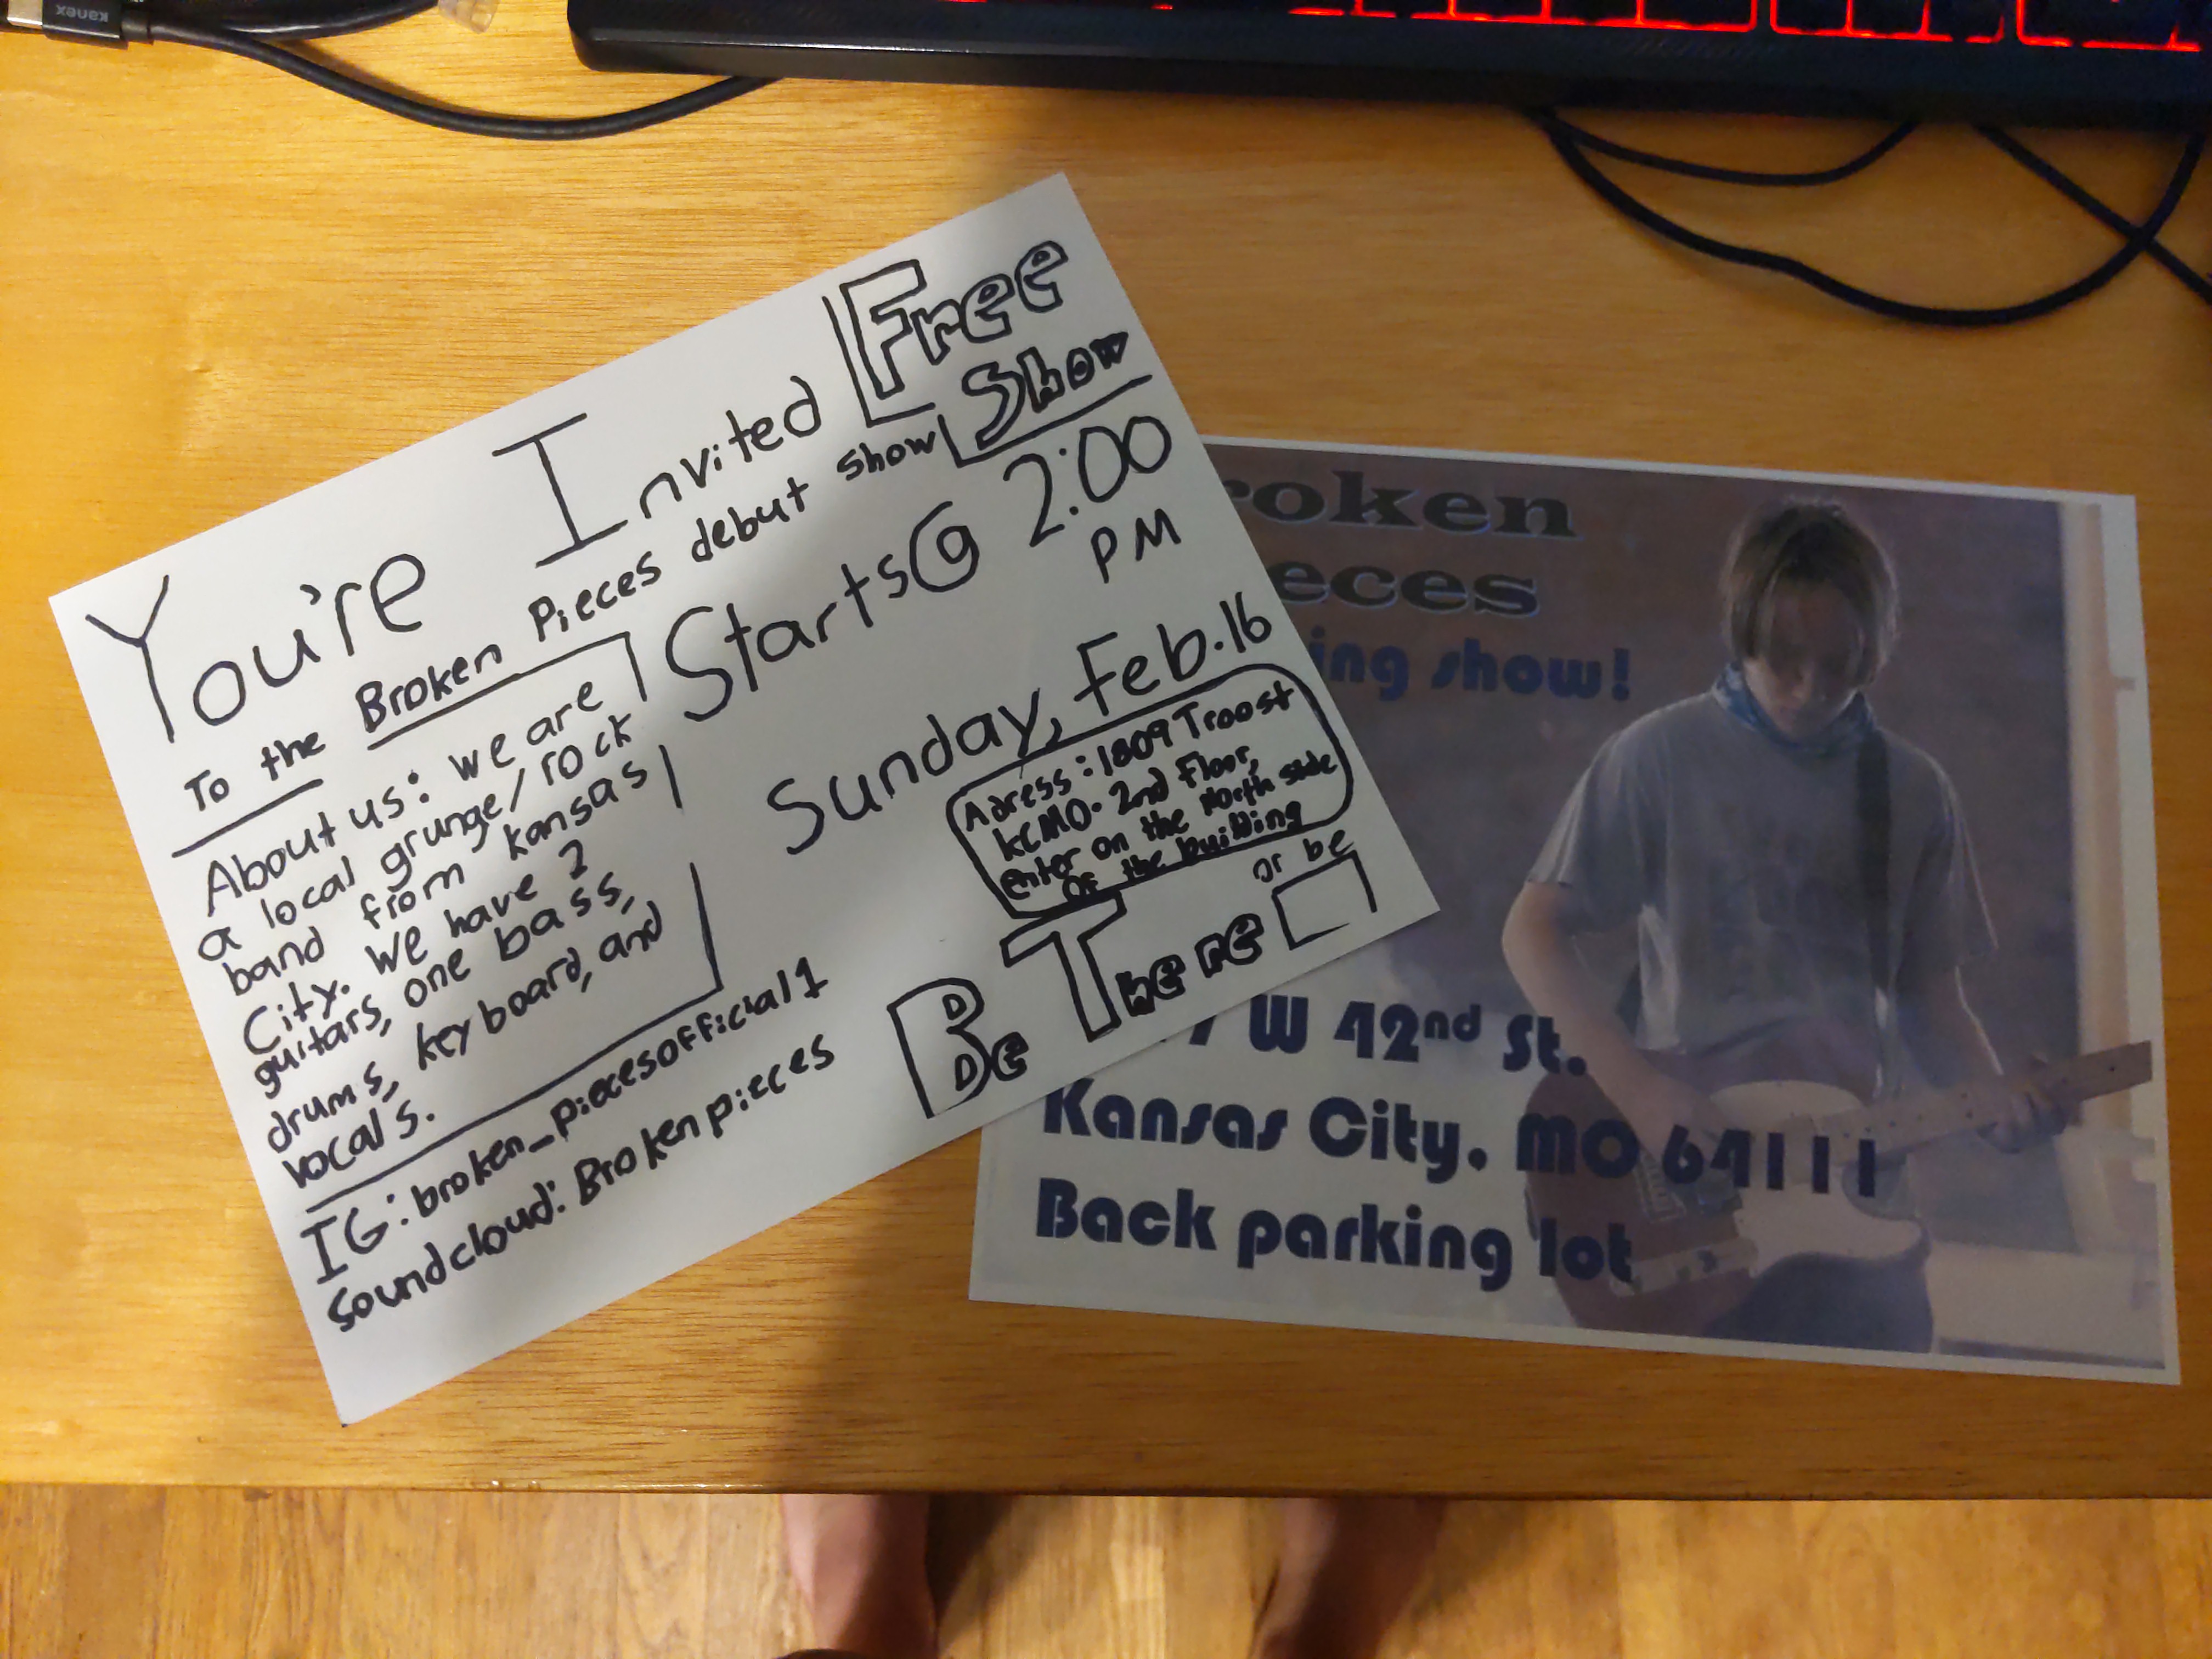 kanex
You're Invited
Free
Show
To the Broken Pieces debut show
Starts@ 2:00
PM
Sunday, Feb.16
About us: we are
a local grunge/rock
band from kansas
City. We have 2
guitars, one bass,
drums, keyboard, and
vocals.
Adress: 1809 Troost
KCMO. 2nd Floor,
enter on the North side
Of the building
or be
Be There
IG: broken_piecesofficial1
Soundcloud: Broken pieces
roken
eces
ing show!
7 W 42nd St.
Kansas City, MO 64111
Back parking lot